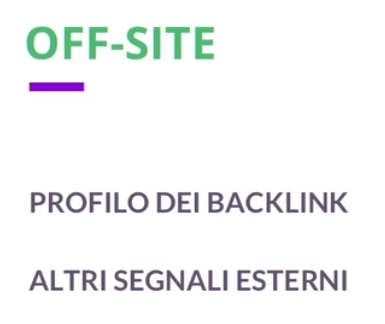 OFF-SITE
PROFILO DEI BACKLINK
ALTRI SEGNALI ESTERNI